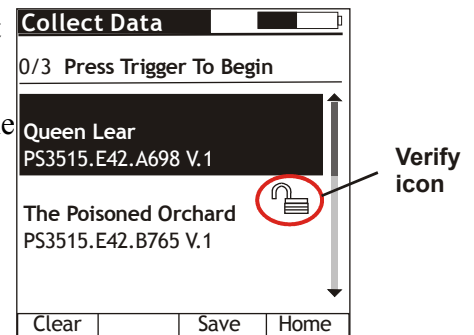 Collect Data
0/3 Press Trigger To Begin
Queen Lear
PS3515.E42.A698 V.1
The Poisoned Orchard
PS3515.E42.B765 V.1
Verify
icon
Clear Save Home